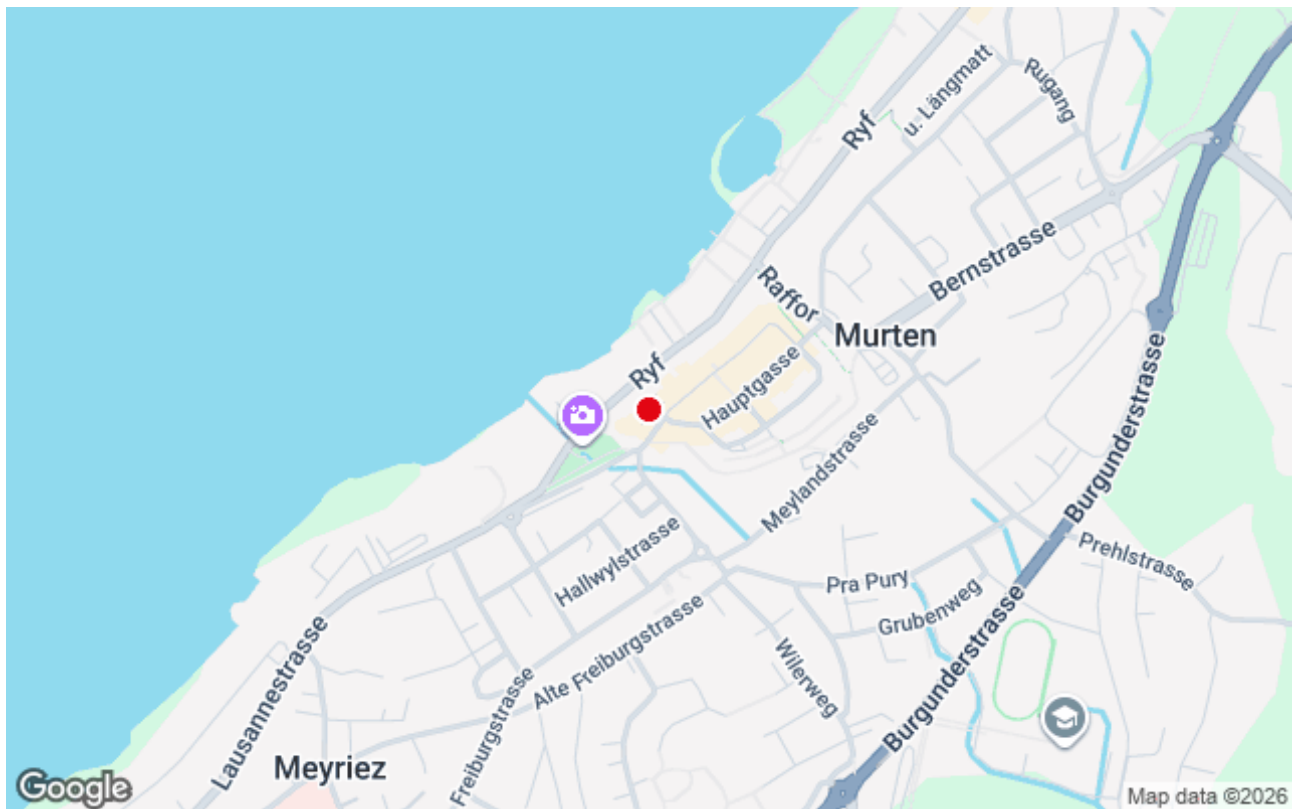 Rugang
u. Längmatt
Ryf
Bernstrasse
Raffor
Murten
Ryf
Hauptgasse
Burgunderstrasse
Meylandstrasse
Burgunderstrasse
Prehlstrasse
Hallwylstrasse
Pra Pury
Grubenweg
Alte Freiburgstrasse
Wilerweg
Lausannestrasse
Freiburgstrasse
Burgunderstrasse
Meyriez
Google
Map data ©2026